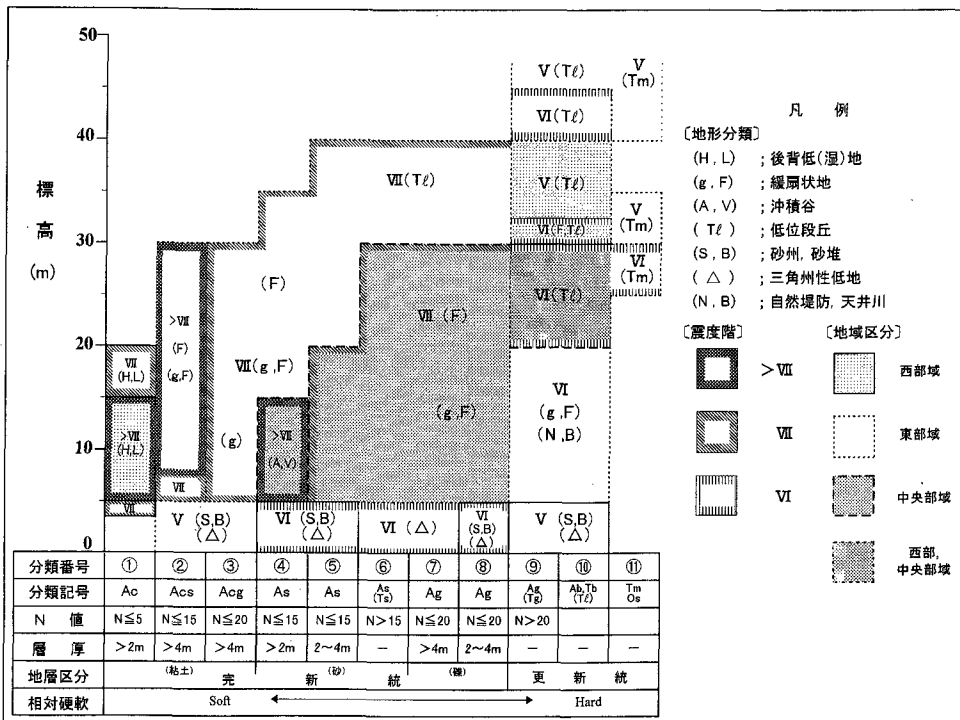 50
40
30
20
10
0
標
高
(m)
Ⅶ
(H,L)
>Ⅶ
(H,L)
Ⅶ
>Ⅶ
(F)
(g,F)
Ⅶ
(g)
(F)
Ⅶ(g,F)
>Ⅶ
(A,V)
Ⅶ(Tℓ)
Ⅶ(F)
(g,F)
Ⅴ(Tℓ)
Ⅵ(Tℓ)
Ⅴ(Tℓ)
Ⅵ(F,Tℓ)
Ⅵ(Tℓ)
Ⅵ
(g,F)
(N,B)
Ⅴ
(Tm)
Ⅴ
(Tm)
Ⅵ
(Tm)
Ⅴ (S,B)
(△)
Ⅵ (S,B)
(△)
Ⅵ (△)
Ⅵ
(S,B)
(△)
Ⅴ (S,B)
(△)
凡 例
〔地形分類〕
(H, L) ; 後背低(湿)地
(g, F) ; 緩扇状地
(A, V) ; 沖積谷
( Tℓ ) ; 低位段丘
(S, B) ; 砂州, 砂堆
( △ ) ; 三角州性低地
(N, B) ; 自然堤防, 天井川
〔震度階〕 〔地域区分〕
>Ⅶ 西部域
Ⅶ 東部域
Ⅵ 中央部域
西部,
中央部域
分類番号 ① ② ③ ④ ⑤ ⑥ ⑦ ⑧ ⑨ ⑩ ⑪
分類記号 Ac Acs Acg As As As(Ts) Ag Ag Ag(Tg) Ab,Tb(Tℓ) Tm Os
N 値 N≦5 N≦15 N≦20 N≦15 N≦15 N>15 N≦20 N≦20 N>20
層 厚 >2m >4m >4m >2m 2~4m − >4m 2~4m − − −
地層区分 (粘土) 完 新 (砂) 統 (礫) 更 新 統
相対硬軟 Soft ←→ Hard